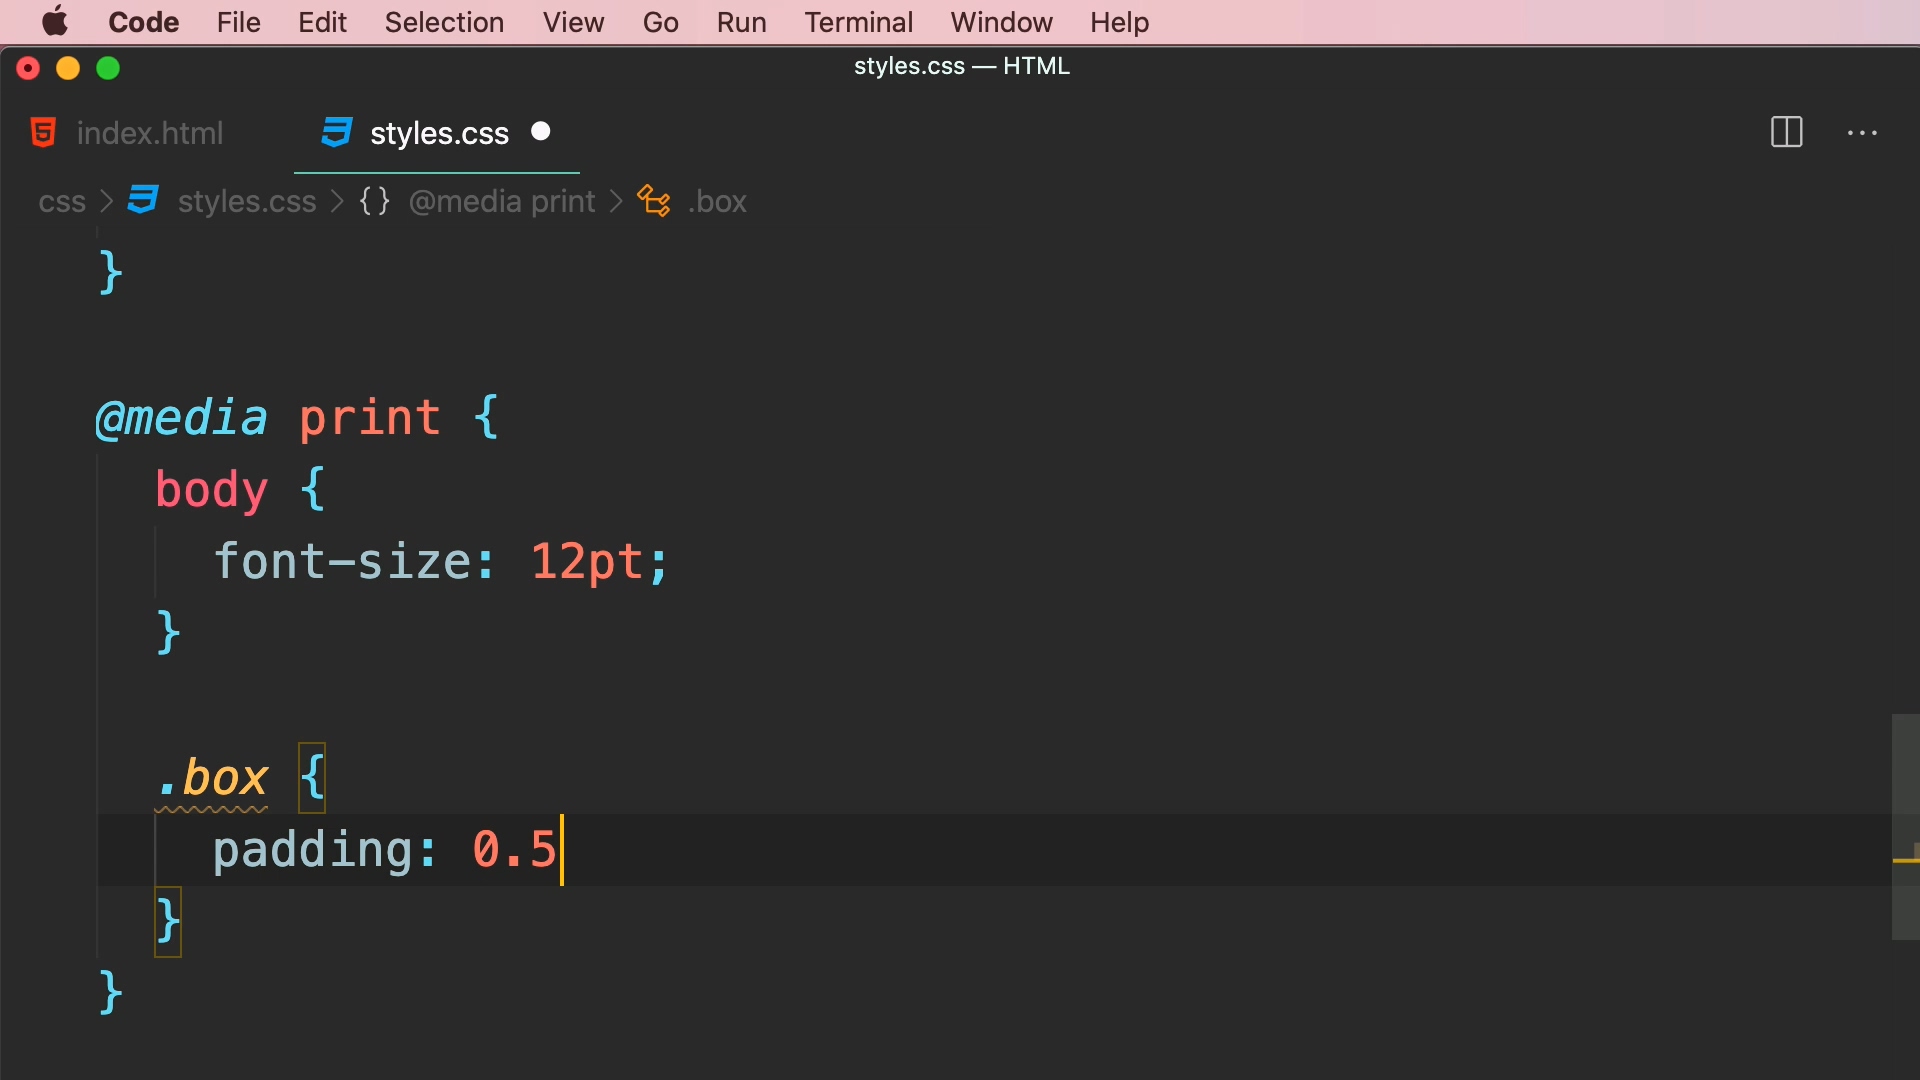 Code File Edit Selection View Go Run Terminal Window Help
styles.css — HTML
index.html styles.css
css > styles.css > {} @media print > .box
}
@media print {
body {
font-size: 12pt;
}
.box {
padding: 0.5
}
}